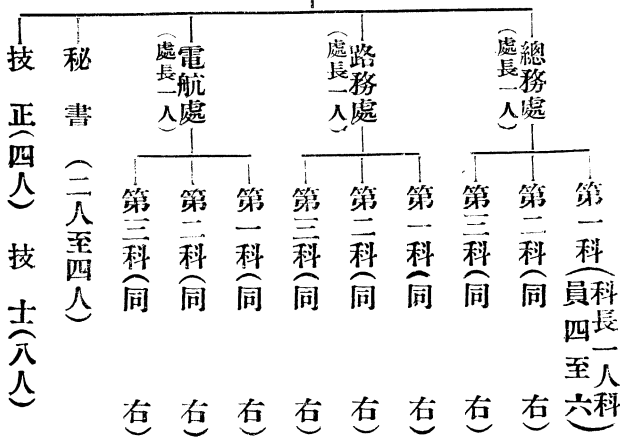 總務處
（處長一人）
第一科（科長一人科員四至六）
第二科（同右）
第三科（同右）
路務處
（處長一人）
第一科（同右）
第二科（同右）
第三科（同右）
電航處
（處長一人）
第一科（同右）
第二科（同右）
第三科（同右）
秘書（二人至四人）
技正（四人）技士（八人）